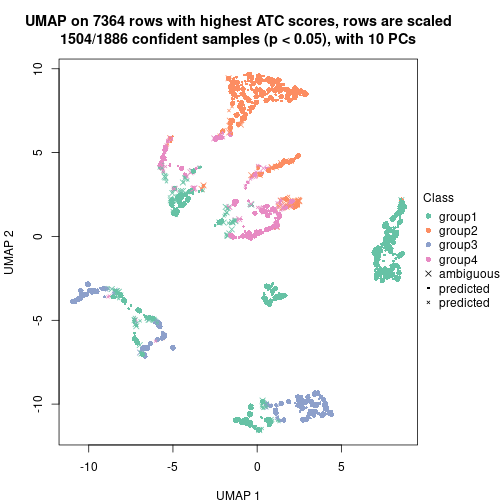 UMAP on 7364 rows with highest ATC scores, rows are scaled
1504/1886 confident samples (p < 0.05), with 10 PCs
10
5
0
-5
-10
UMAP 2
-10
-5
0
5
UMAP 1
Class
group1
group2
group3
group4
ambiguous
predicted
predicted